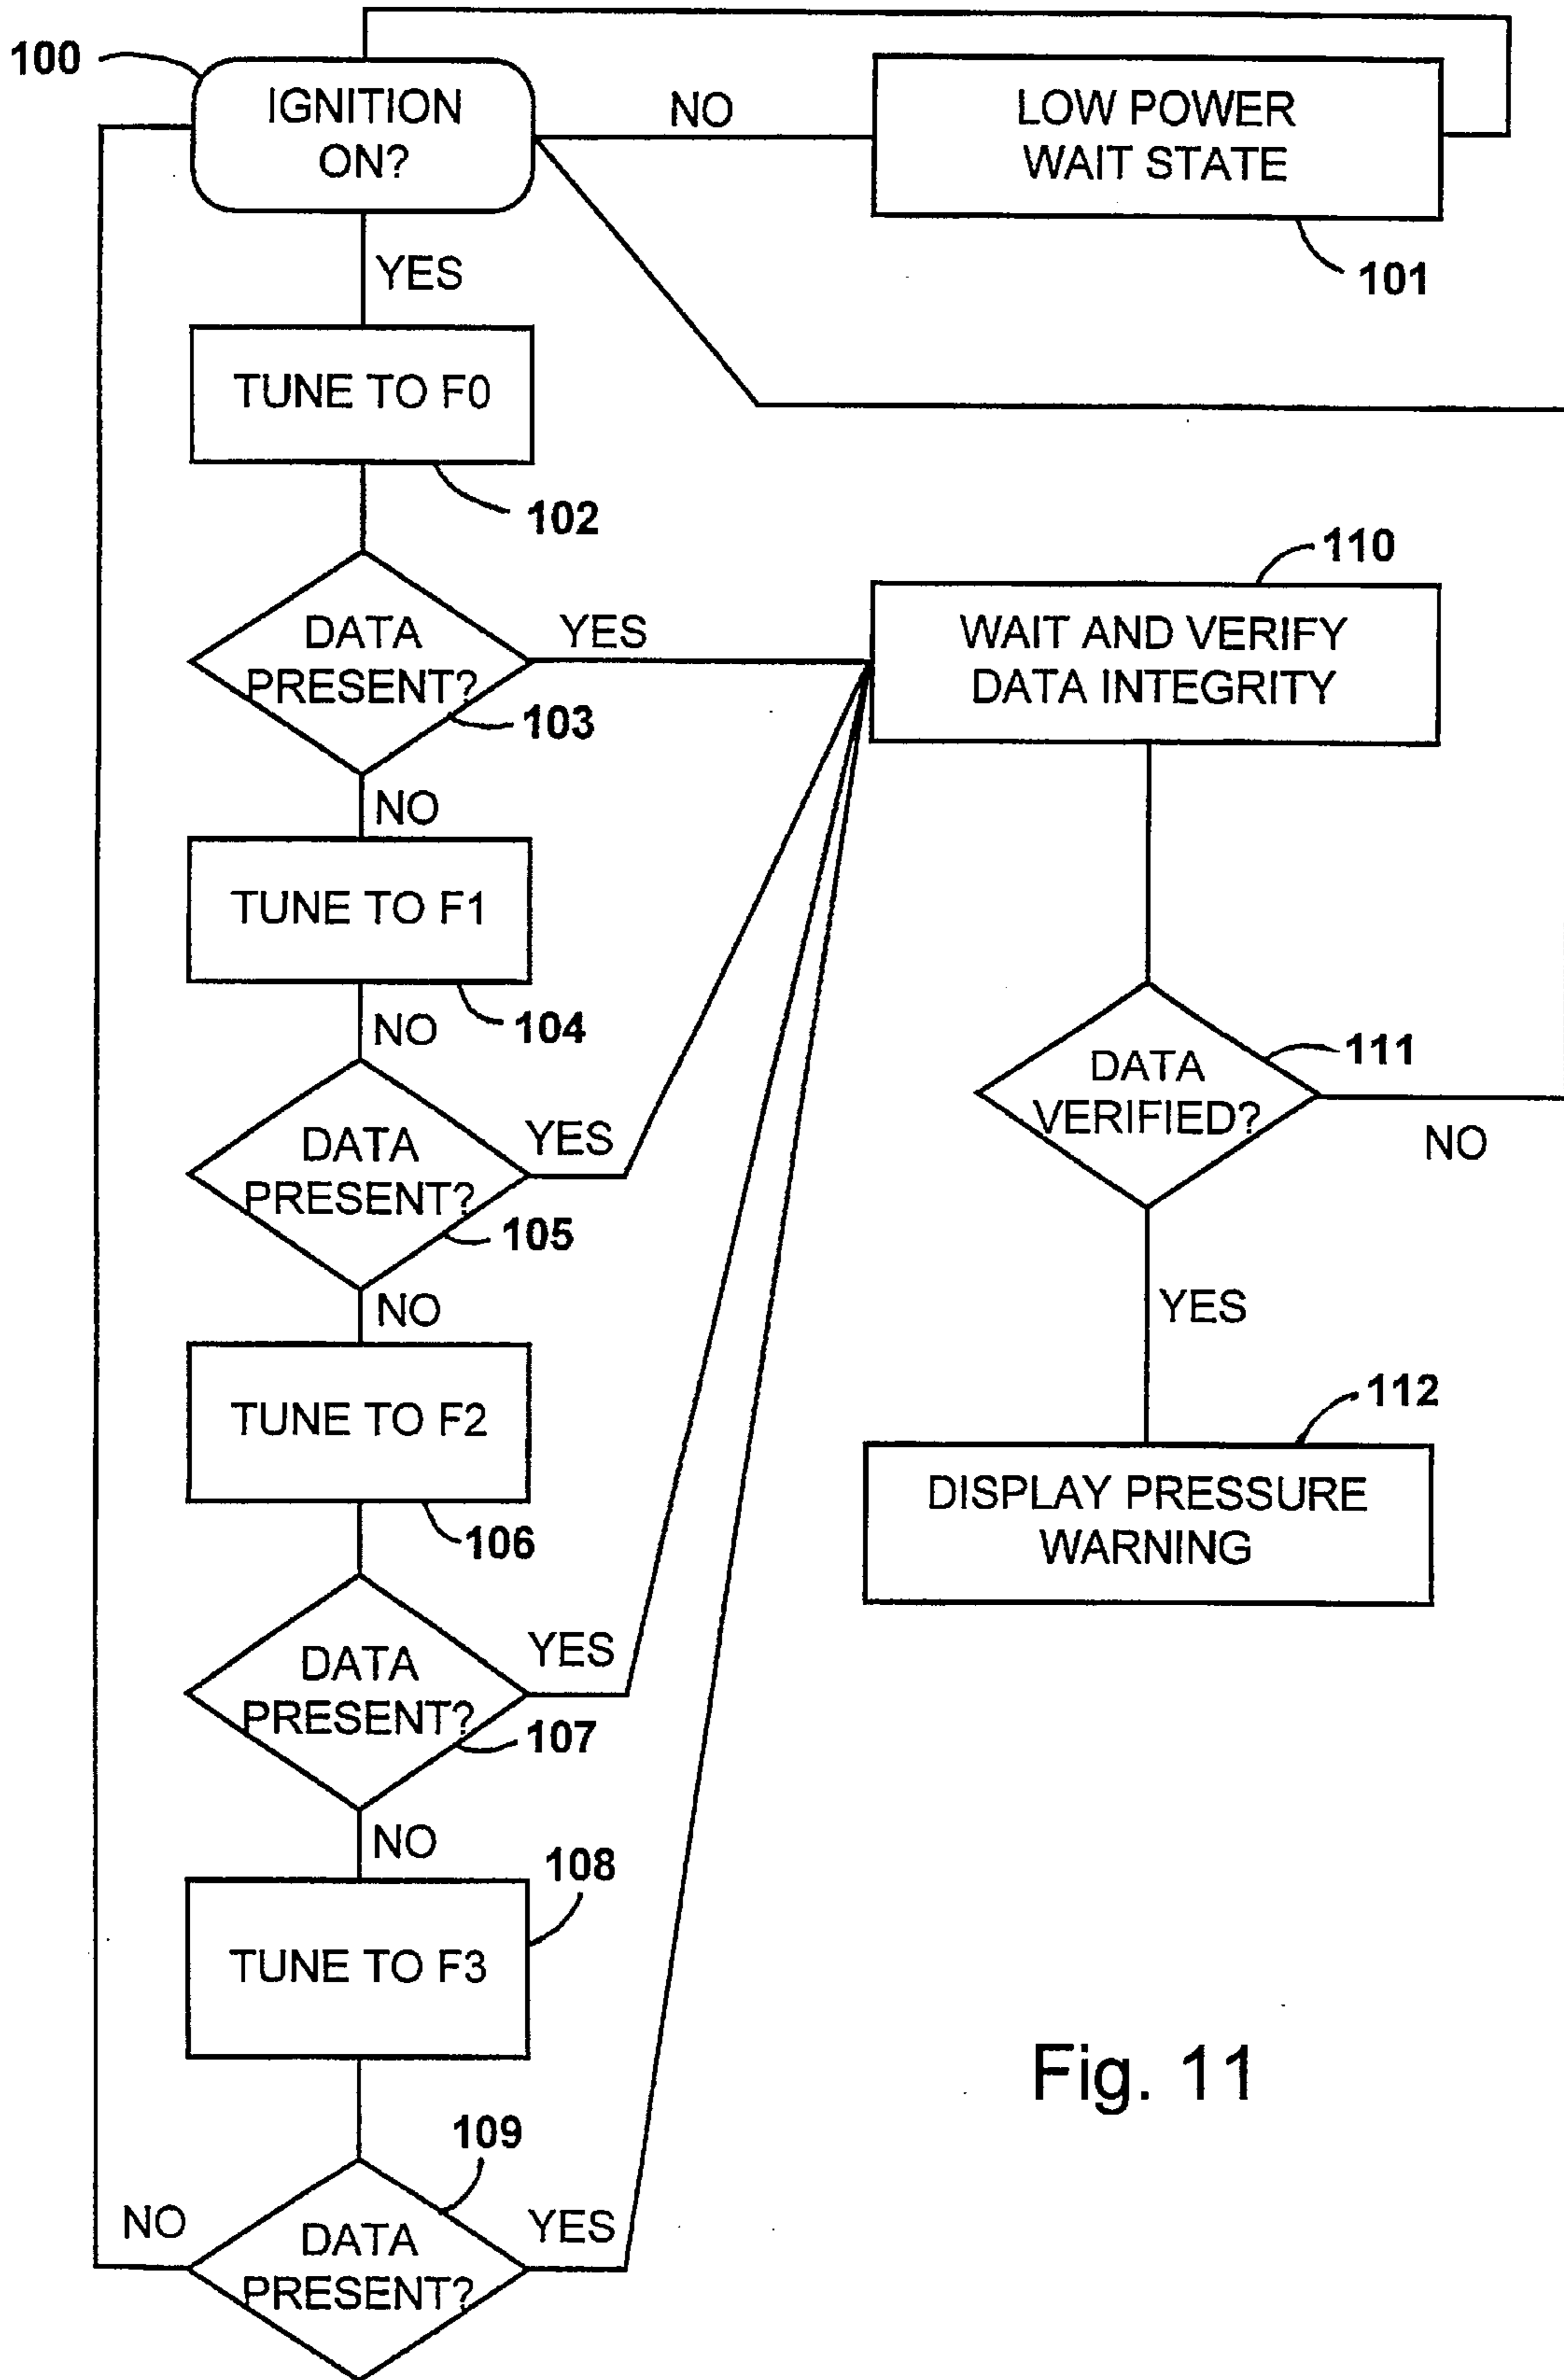 100
IGNITION
ON?
NO
LOW POWER
WAIT STATE
101
YES
TUNE TO F0
102
110
DATA
PRESENT?
YES
103
WAIT AND VERIFY
DATA INTEGRITY
NO
TUNE TO F1
104
NO
111
DATA
VERIFIED?
NO
DATA
PRESENT?
YES
105
NO
YES
TUNE TO F2
106
112
DISPLAY PRESSURE
WARNING
DATA
PRESENT?
YES
107
NO
108
TUNE TO F3
Fig. 11
109
NO
DATA
PRESENT?
YES